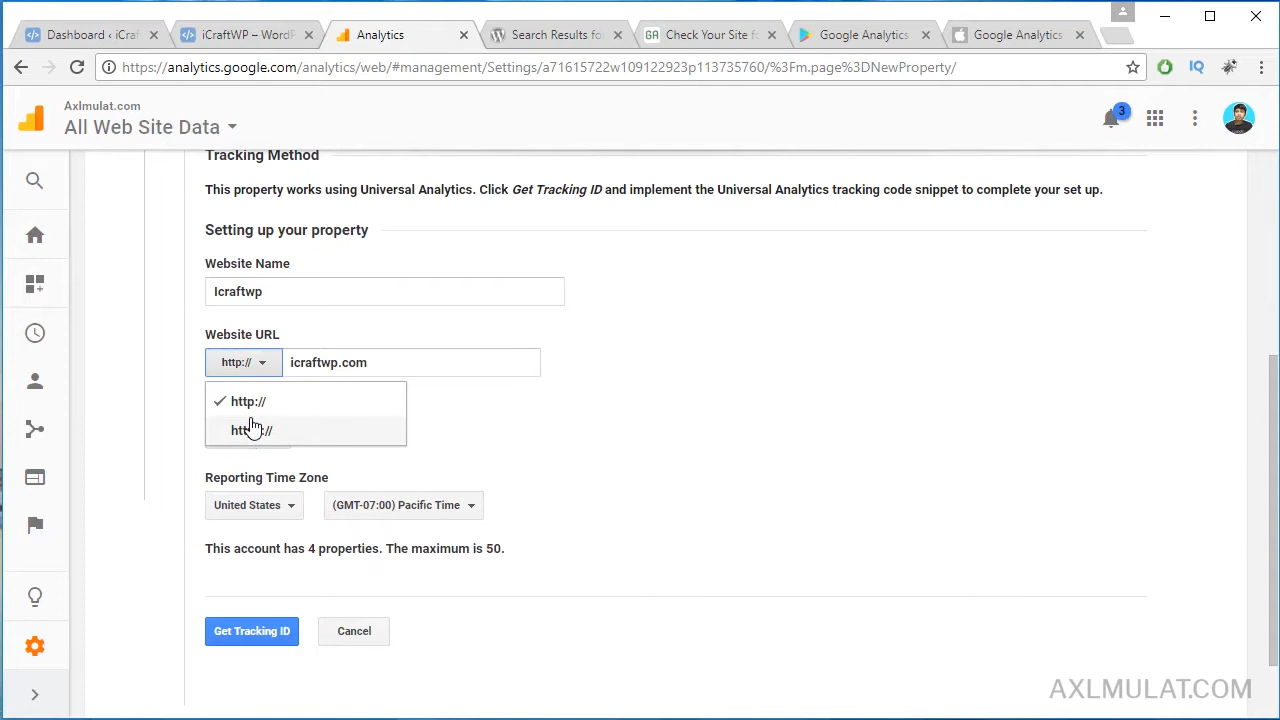 Dashboard ‹ iCraf
iCraftWP – WordP
Analytics
Search Results fo
GA
Check Your Site fo
Google Analytics
Google Analytics
https://analytics.google.com/analytics/web/#management/Settings/a71615722w109122923p113735760/%3Fm.page%3DNewProperty/
IQ
Axlmulat.com
All Web Site Data
3
Tracking Method
This property works using Universal Analytics. Click Get Tracking ID and implement the Universal Analytics tracking code snippet to complete your set up.
Setting up your property
Website Name
Icraftwp
Website URL
http://
icraftwp.com
http://
Reporting Time Zone
United States
(GMT-07:00) Pacific Time
This account has 4 properties. The maximum is 50.
Get Tracking ID
Cancel
AXLMULAT.COM